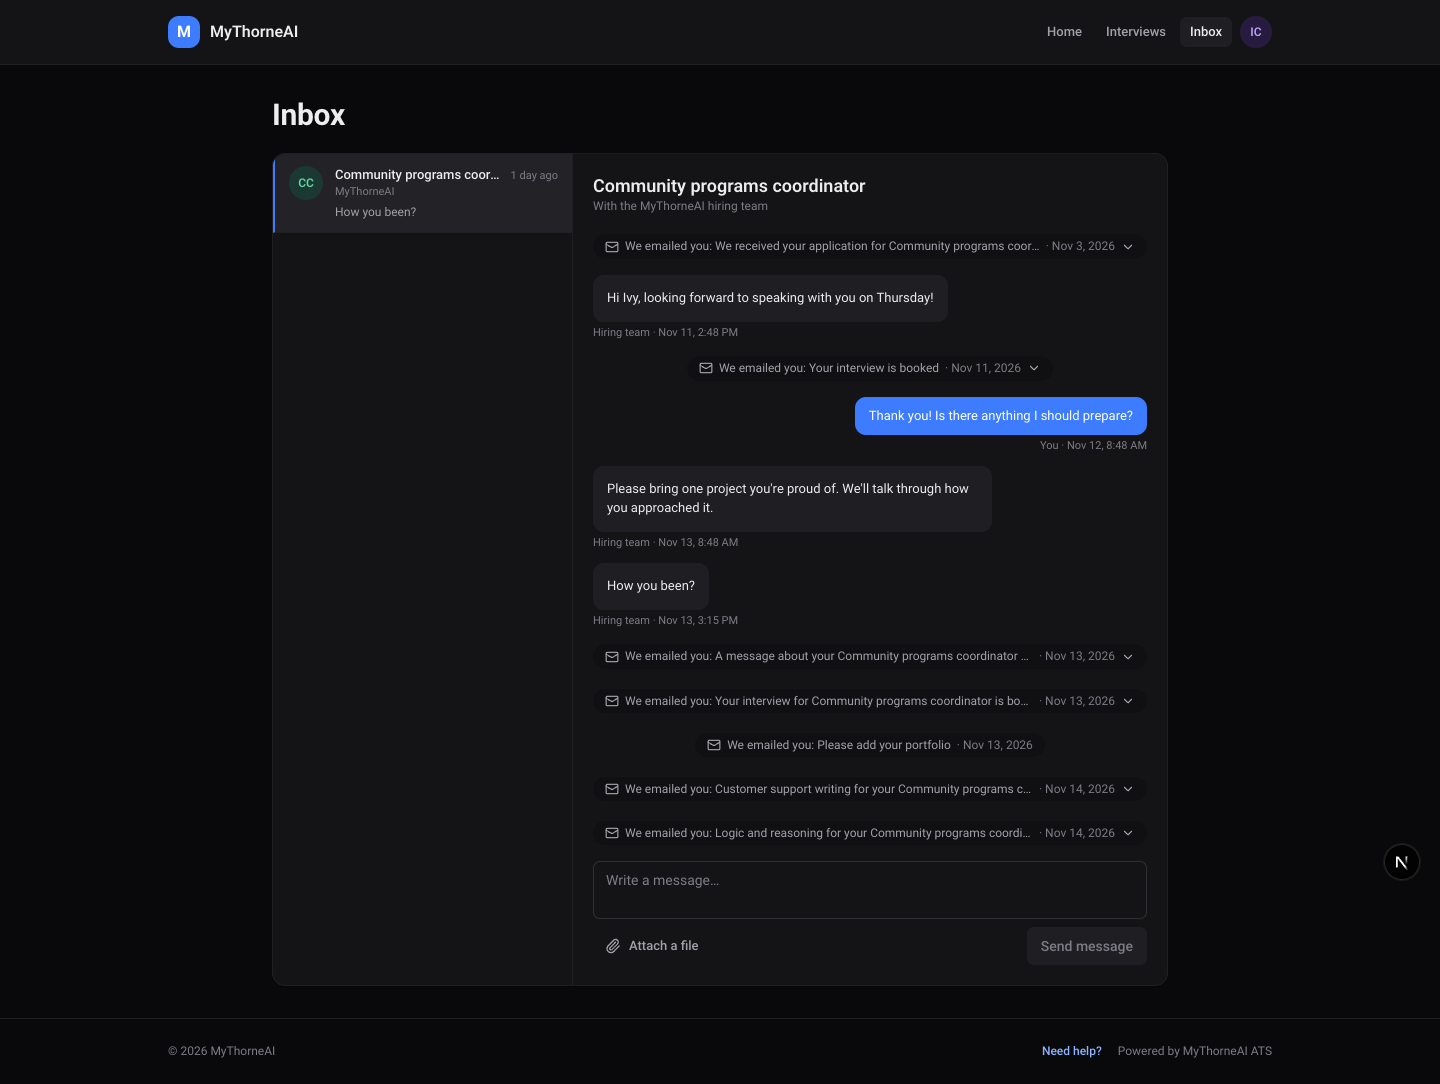 M MyThorneAI
Home Interviews Inbox IC
Inbox
CC Community programs coor... 1 day ago
MyThorneAI
How you been?
Community programs coordinator
With the MyThorneAI hiring team
We emailed you: We received your application for Community programs coor... · Nov 3, 2026
Hi Ivy, looking forward to speaking with you on Thursday!
Hiring team · Nov 11, 2:48 PM
We emailed you: Your interview is booked · Nov 11, 2026
Thank you! Is there anything I should prepare?
You · Nov 12, 8:48 AM
Please bring one project you're proud of. We'll talk through how
you approached it.
Hiring team · Nov 13, 8:48 AM
How you been?
Hiring team · Nov 13, 3:15 PM
We emailed you: A message about your Community programs coordinator ... · Nov 13, 2026
We emailed you: Your interview for Community programs coordinator is bo... · Nov 13, 2026
We emailed you: Please add your portfolio · Nov 13, 2026
We emailed you: Customer support writing for your Community programs c... · Nov 14, 2026
We emailed you: Logic and reasoning for your Community programs coordi... · Nov 14, 2026
Write a message...
Attach a file
Send message
N
© 2026 MyThorneAI
Need help? Powered by MyThorneAI ATS